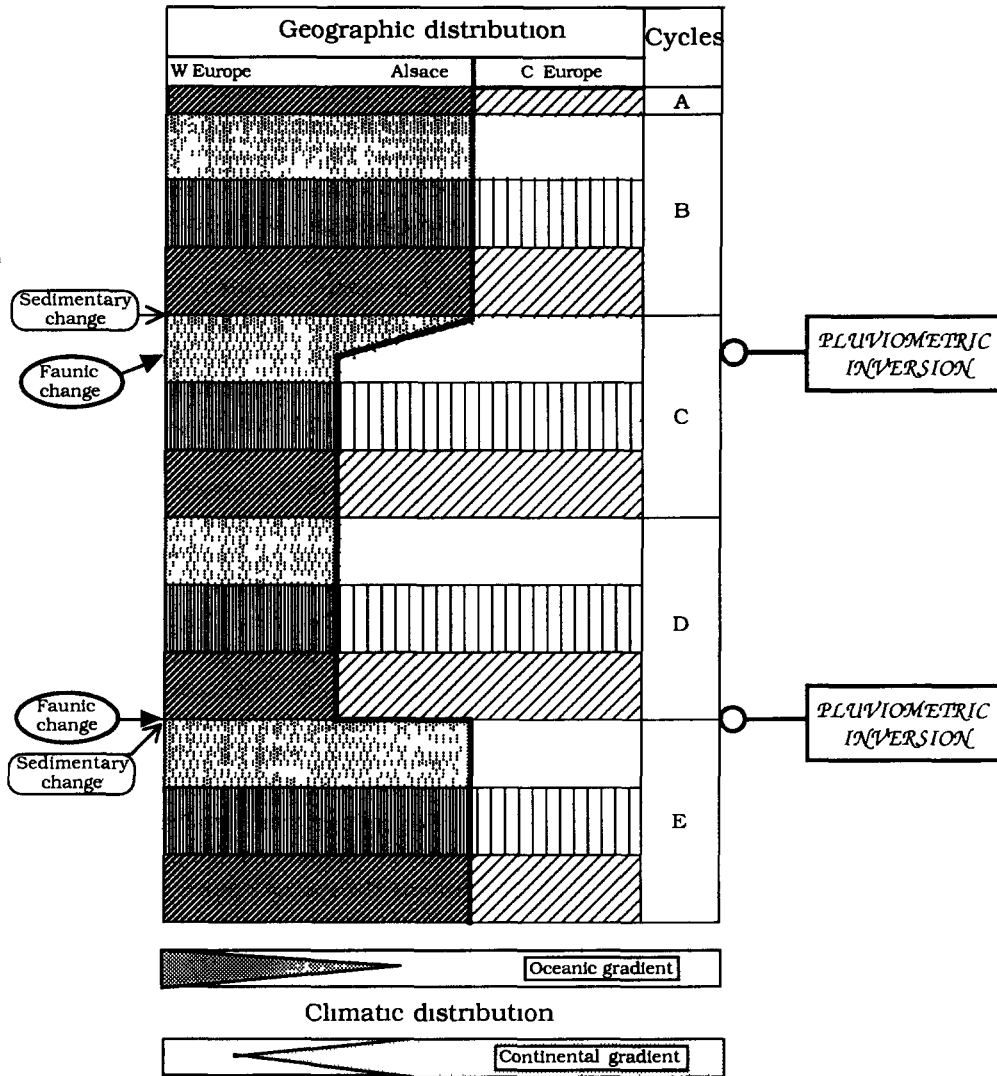 Geographic distribution
Cycles
W Europe
Alsace
C Europe
A
B
Sedimentary
change
Faunic
change
PLUVIOMETRIC
INVERSION
C
D
Faunic
change
Sedimentary
change
PLUVIOMETRIC
INVERSION
E
Oceanic gradient
Climatic distribution
Continental gradient